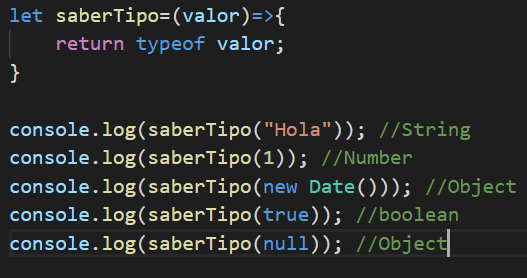 let saberTipo=(valor)=>{
    return typeof valor;
}
console.log(saberTipo("Hola")); //String
console.log(saberTipo(1)); //Number
console.log(saberTipo(new Date())); //Object
console.log(saberTipo(true)); //boolean
console.log(saberTipo(null)); //Object